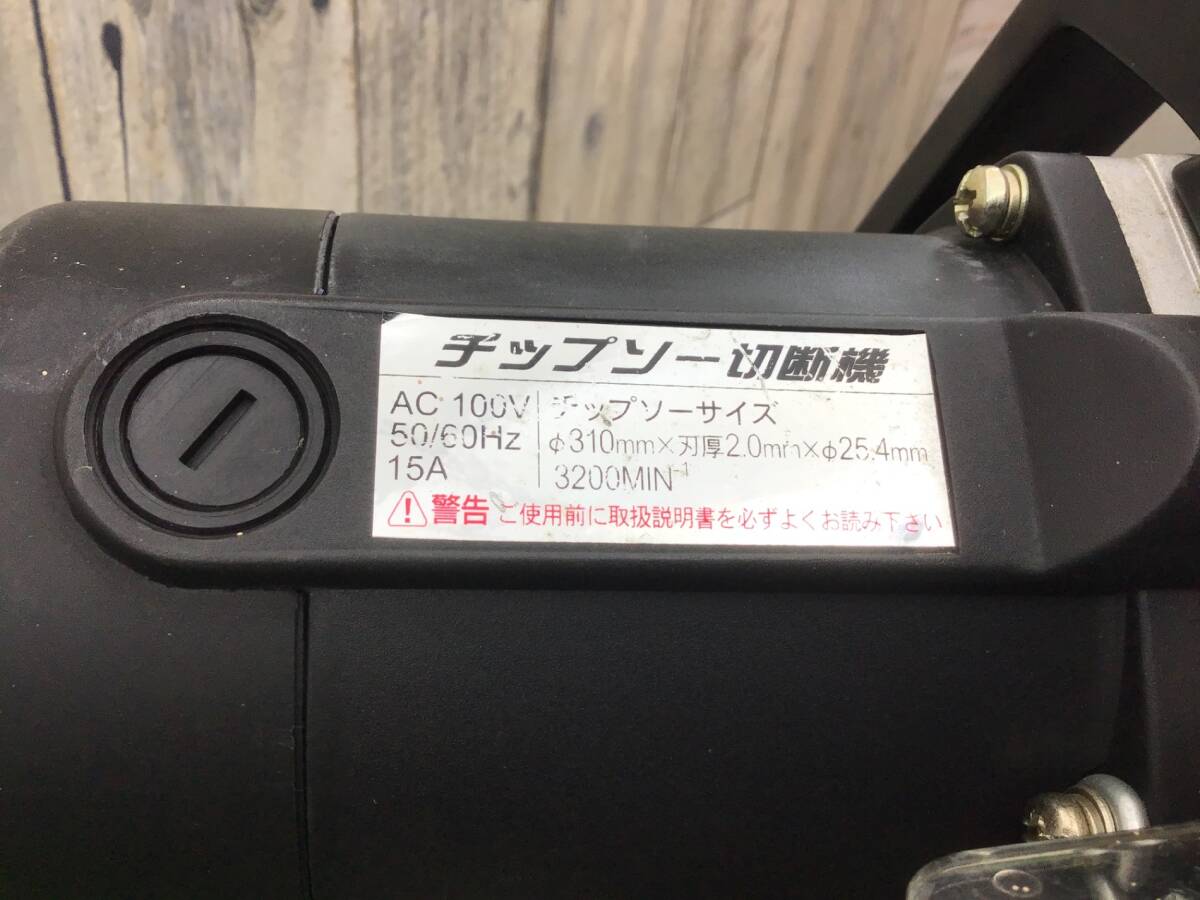 チップソー切断機
AC 100V
50/60Hz
15A
チップソーサイズ
φ310mm×刃厚2.0mm×φ25.4mm
3200MIN⁻¹
警告 ご使用前に取扱説明書を必ずよくお読み下さい